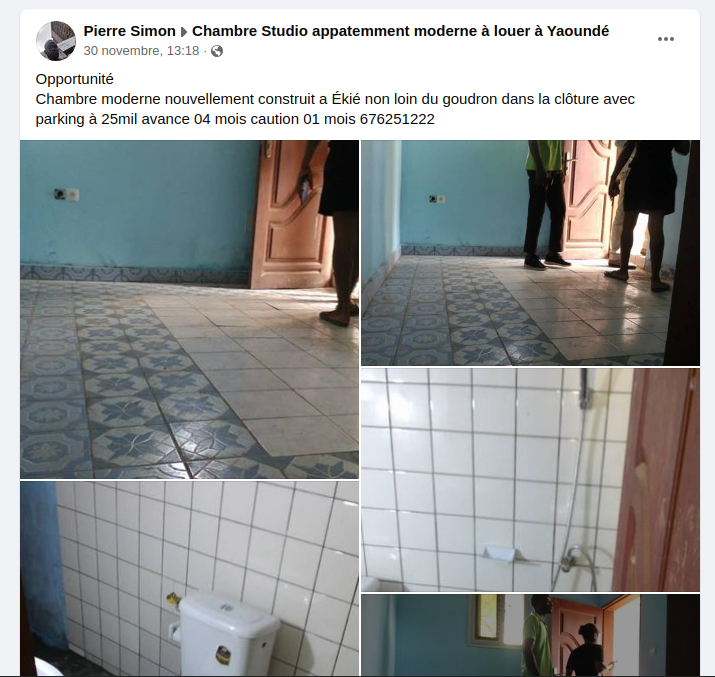 Pierre Simon Chambre Studio appatemment moderne à louer à Yaoundé
30 novembre, 13:18 ·
Opportunité
Chambre moderne nouvellement construit a Ékié non loin du goudron dans la clôture avec
parking à 25mil avance 04 mois caution 01 mois 676251222